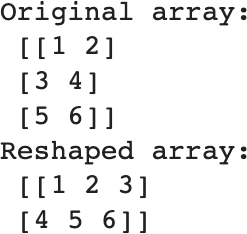 Original array:
[[1 2]
[3 4]
[5 6]]
Reshaped array:
[[1 2 3]
[4 5 6]]